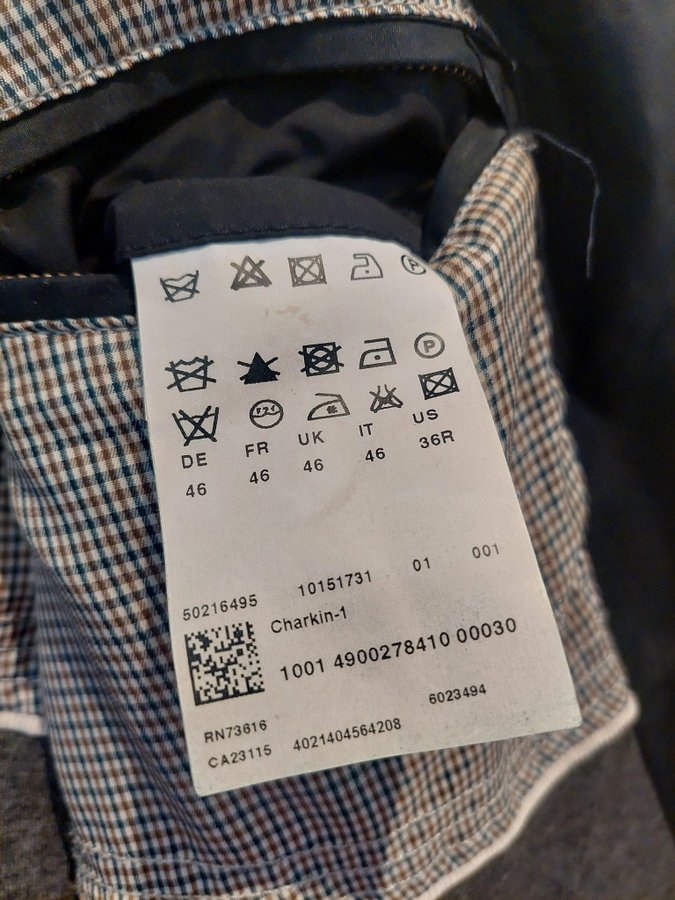 P
P
DE FR UK IT US
46 46 46 46 36R
50216495 10151731 01 001
Charkin-1
1001 4900278410 00030
RN73616 6023494
CA23115 4021404564208